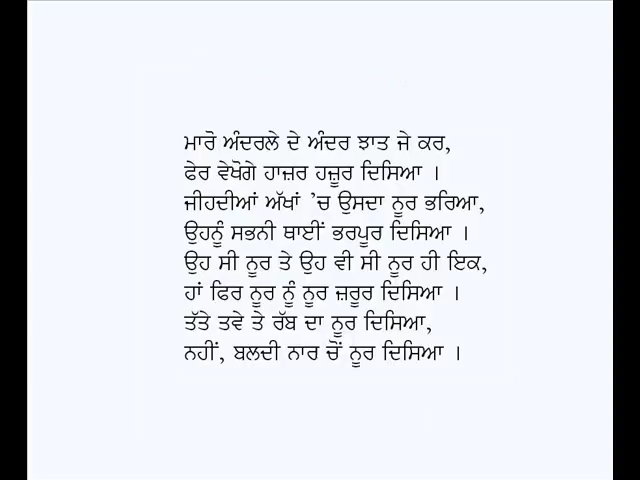 ਮਾਰੋ ਅੰਦਰਲੇ ਦੇ ਅੰਦਰ ਝਾਤ ਜੇ ਕਰ,
ਫੇਰ ਵੇਖੋਗੇ ਹਾਜ਼ਰ ਹਜ਼ੂਰ ਦਿਸਿਆ ।
ਜੀਹਦੀਆਂ ਅੱਖਾਂ ’ਚ ਉਸਦਾ ਨੂਰ ਭਰਿਆ,
ਉਹਨੂੰ ਸਭਨੀ ਥਾਈਂ ਭਰਪੂਰ ਦਿਸਿਆ ।
ਉਹ ਸੀ ਨੂਰ ਤੇ ਉਹ ਵੀ ਸੀ ਨੂਰ ਹੀ ਇਕ,
ਹਾਂ ਫਿਰ ਨੂਰ ਨੂੰ ਨੂਰ ਜ਼ਰੂਰ ਦਿਸਿਆ ।
ਤੱਤੇ ਤਵੇ ਤੇ ਰੱਬ ਦਾ ਨੂਰ ਦਿਸਿਆ,
ਨਹੀਂ, ਬਲਦੀ ਨਾਰ ਚੋਂ ਨੂਰ ਦਿਸਿਆ ।